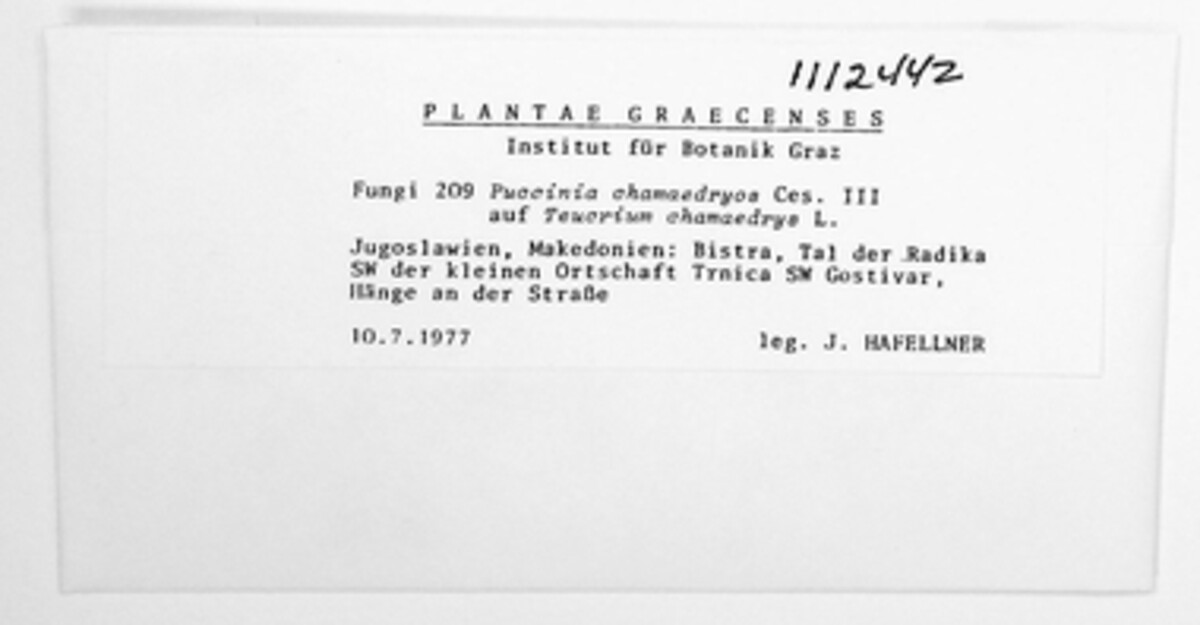 1112442
PLANTAE GRAECENSES
Institut für Botanik Graz
Fungi 209 Puccinia chamaedryos Ces. III
auf Teucrium chamaedrys L.
Jugoslawien, Makedonien: Bistra, Tal der Radika
SW der kleinen Ortschaft Trnica SW Gostivar,
Hänge an der Straße
10.7.1977 leg. J. HAFELLNER